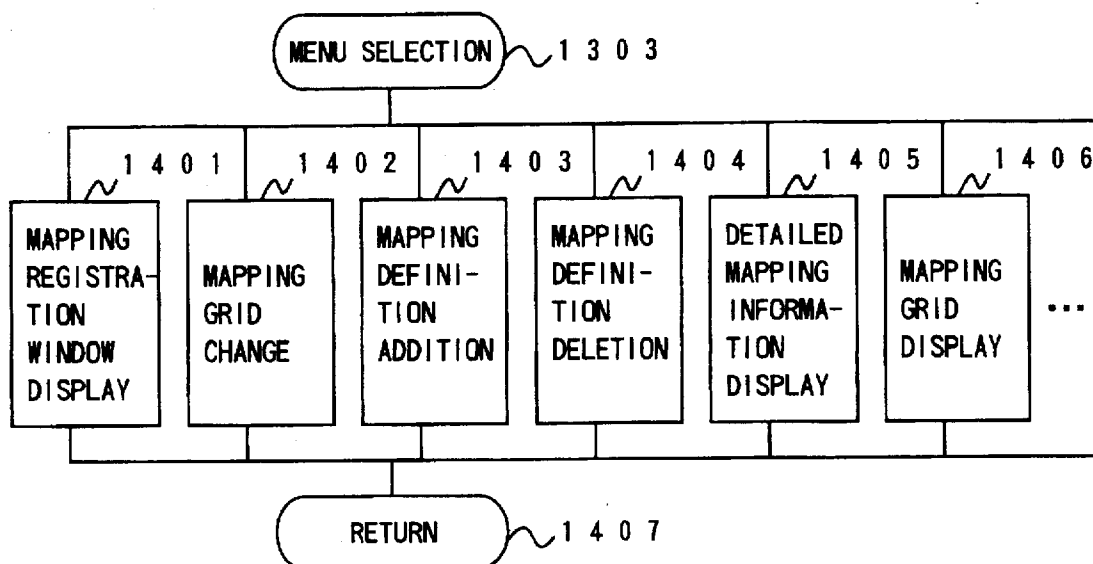 MENU SELECTION
1303
1401
1402
1403
1404
1405
1406
MAPPING
REGISTRA-
TION
WINDOW
DISPLAY
MAPPING
GRID
CHANGE
MAPPING
DEFINI-
TION
ADDITION
MAPPING
DEFINI-
TION
DELETION
DETAILED
MAPPING
INFORMA-
TION
DISPLAY
MAPPING
GRID
DISPLAY
...
RETURN
1407